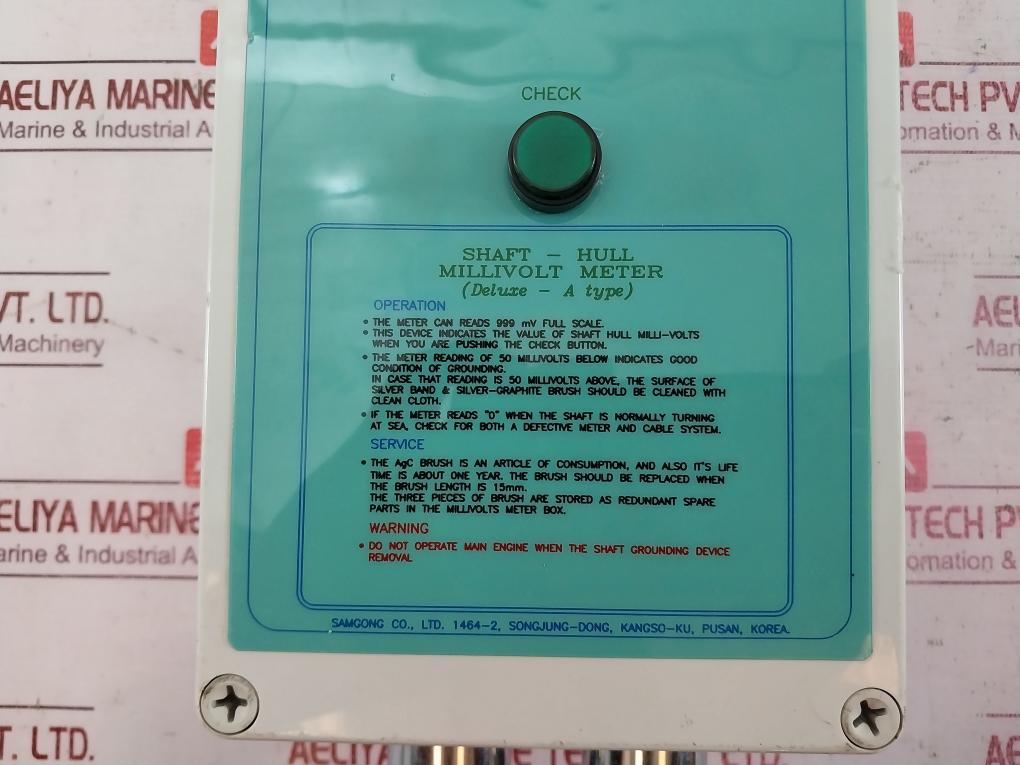 AELIYA MARINE
Marine & Industrial A
TECH PV
omation & M
CHECK
SHAFT - HULL
MILLIVOLT METER
(Deluxe - A type)
OPERATION
• THE METER CAN READS 999 mV FULL SCALE.
• THIS DEVICE INDICATES THE VALUE OF SHAFT HULL MILLI-VOLTS
WHEN YOU ARE PUSHING THE CHECK BUTTON.
• THE METER READING OF 50 MILLIVOLTS BELOW INDICATES GOOD
CONDITION OF GROUNDING.
IN CASE THAT READING IS 50 MILLIVOLTS ABOVE, THE SURFACE OF
SILVER BAND & SILVER-GRAPHITE BRUSH SHOULD BE CLEANED WITH
CLEAN CLOTH.
• IF THE METER READS "0" WHEN THE SHAFT IS NORMALLY TURNING
AT SEA, CHECK FOR BOTH A DEFECTIVE METER AND CABLE SYSTEM.
SERVICE
• THE AgC BRUSH IS AN ARTICLE OF CONSUMPTION, AND ALSO IT'S LIFE
TIME IS ABOUT ONE YEAR. THE BRUSH SHOULD BE REPLACED WHEN
THE BRUSH LENGTH IS 15mm.
THE THREE PIECES OF BRUSH ARE STORED AS REDUNDANT SPARE
PARTS IN THE MILLIVOLTS METER BOX.
WARNING
• DO NOT OPERATE MAIN ENGINE WHEN THE SHAFT GROUNDING DEVICE
REMOVAL
SAMGONG CO., LTD. 1464-2, SONGJUNG-DONG, KANGSO-KU, PUSAN, KOREA.
VT. LTD.
Machinery
AEL
Mari
ELIYA MARINE
arine & Industrial A
TECH P
omation &
T. LTD.
AELIYA
AE